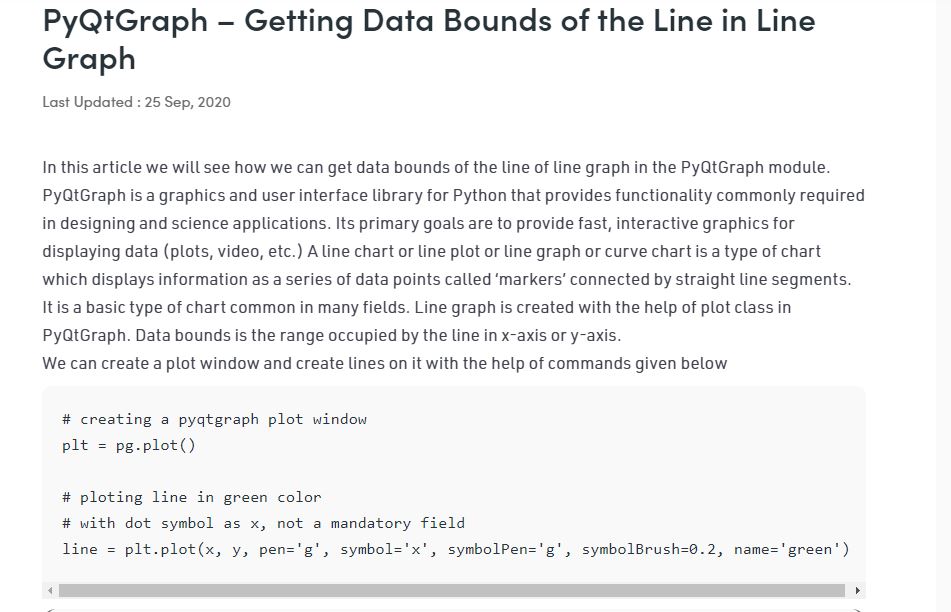 PyQtGraph – Getting Data Bounds of the Line in Line
Graph
Last Updated : 25 Sep, 2020
In this article we will see how we can get data bounds of the line of line graph in the PyQtGraph module.
PyQtGraph is a graphics and user interface library for Python that provides functionality commonly required
in designing and science applications. Its primary goals are to provide fast, interactive graphics for
displaying data (plots, video, etc.) A line chart or line plot or line graph or curve chart is a type of chart
which displays information as a series of data points called ‘markers’ connected by straight line segments.
It is a basic type of chart common in many fields. Line graph is created with the help of plot class in
PyQtGraph. Data bounds is the range occupied by the line in x-axis or y-axis.
We can create a plot window and create lines on it with the help of commands given below
# creating a pyqtgraph plot window
plt = pg.plot()
# ploting line in green color
# with dot symbol as x, not a mandatory field
line = plt.plot(x, y, pen='g', symbol='x', symbolPen='g', symbolBrush=0.2, name='green')